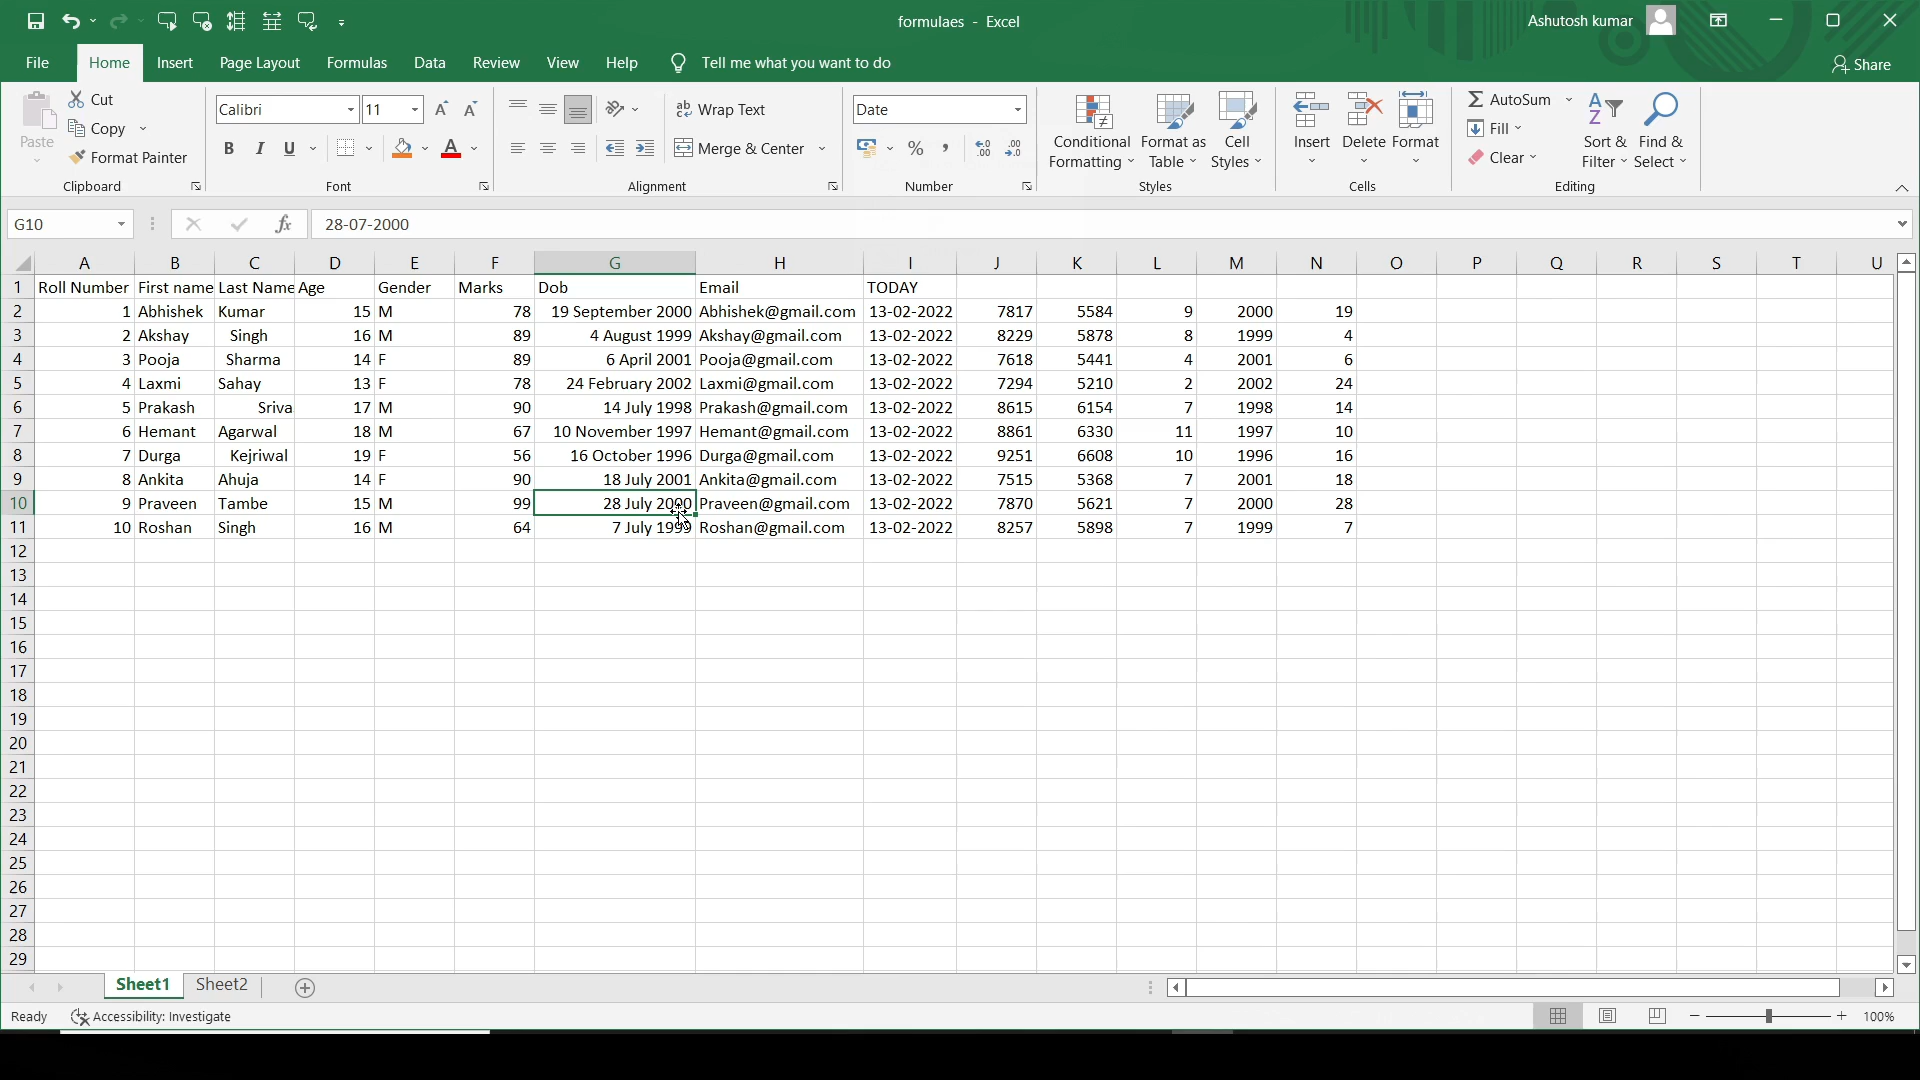 formulaes - Excel
Ashutosh kumar
File Home Insert Page Layout Formulas Data Review View Help Tell me what you want to do Share
Paste Cut Copy Format Painter Clipboard
Calibri 11 B I U A Font
Wrap Text Merge & Center Alignment
Date % , Number
Conditional Formatting Format as Table Cell Styles Styles
Insert Delete Format Cells
AutoSum Fill Clear Sort & Filter Find & Select Editing
G10 fx 28-07-2000
A B C D E F G H I J K L M N O P Q R S T U
1 Roll Number First name Last Name Age Gender Marks Dob Email TODAY
2 1 Abhishek Kumar 15 M 78 19 September 2000 Abhishek@gmail.com 13-02-2022 7817 5584 9 2000 19
3 2 Akshay Singh 16 M 89 4 August 1999 Akshay@gmail.com 13-02-2022 8229 5878 8 1999 4
4 3 Pooja Sharma 14 F 89 6 April 2001 Pooja@gmail.com 13-02-2022 7618 5441 4 2001 6
5 4 Laxmi Sahay 13 F 78 24 February 2002 Laxmi@gmail.com 13-02-2022 7294 5210 2 2002 24
6 5 Prakash Sriva 17 M 90 14 July 1998 Prakash@gmail.com 13-02-2022 8615 6154 7 1998 14
7 6 Hemant Agarwal 18 M 67 10 November 1997 Hemant@gmail.com 13-02-2022 8861 6330 11 1997 10
8 7 Durga Kejriwal 19 F 56 16 October 1996 Durga@gmail.com 13-02-2022 9251 6608 10 1996 16
9 8 Ankita Ahuja 14 F 90 18 July 2001 Ankita@gmail.com 13-02-2022 7515 5368 7 2001 18
10 9 Praveen Tambe 15 M 99 28 July 2000 Praveen@gmail.com 13-02-2022 7870 5621 7 2000 28
11 10 Roshan Singh 16 M 64 7 July 1999 Roshan@gmail.com 13-02-2022 8257 5898 7 1999 7
12
13
14
15
16
17
18
19
20
21
22
23
24
25
26
27
28
29
Sheet1 Sheet2
Ready Accessibility: Investigate 100%